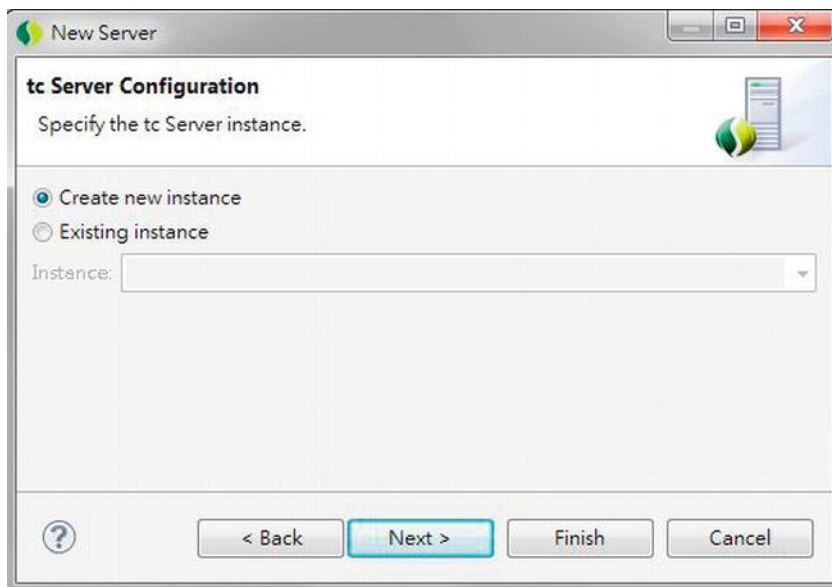 New Server
tc Server Configuration
Specify the tc Server instance.
Create new instance
Existing instance
Instance:
?
< Back Next > Finish Cancel